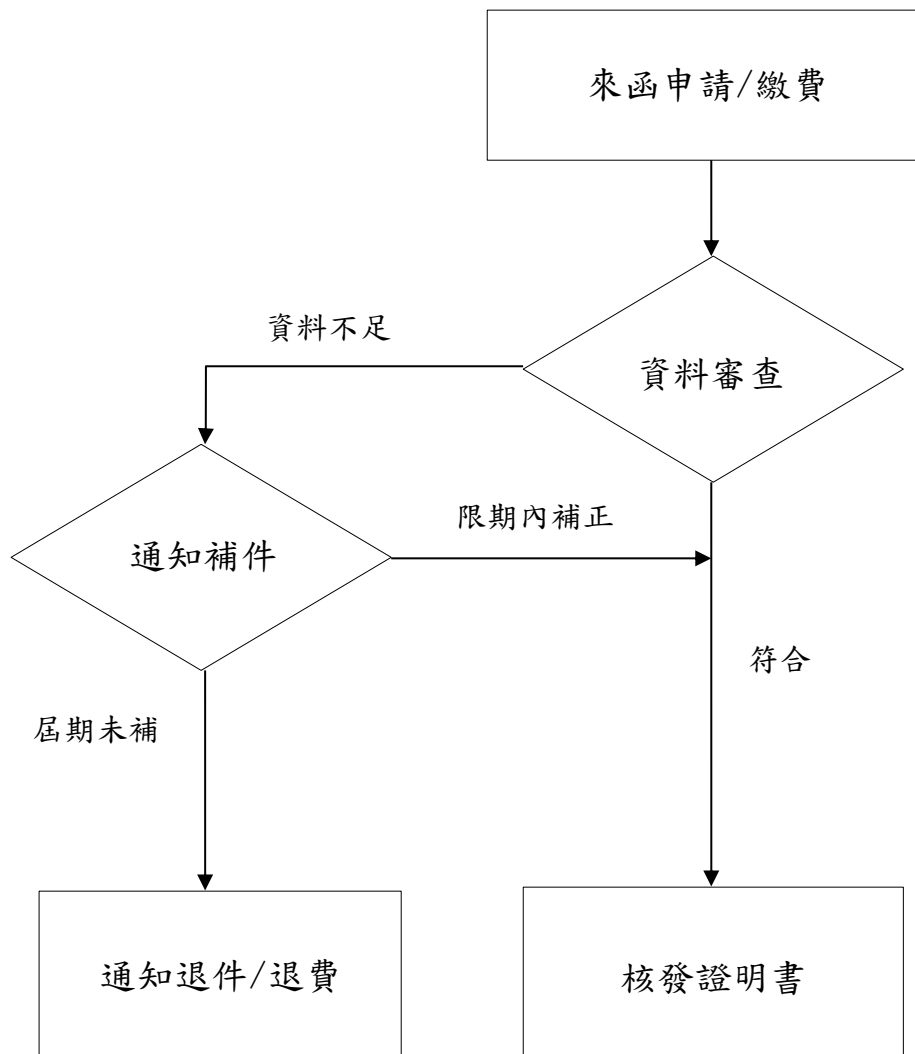 來函申請/繳費
資料不足
資料審查
限期內補正
通知補件
符合
屆期未補
通知退件/退費
核發證明書